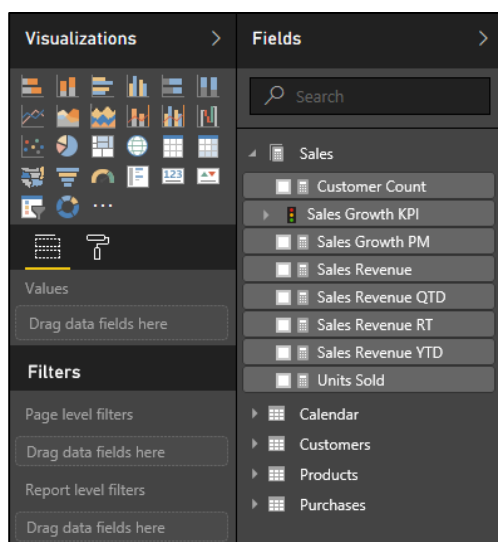 Visualizations
Values
Drag data fields here
Filters
Page level filters
Drag data fields here
Report level filters
Drag data fields here
Fields
Search
Sales
Customer Count
Sales Growth KPI
Sales Growth PM
Sales Revenue
Sales Revenue QTD
Sales Revenue RT
Sales Revenue YTD
Units Sold
Calendar
Customers
Products
Purchases
123